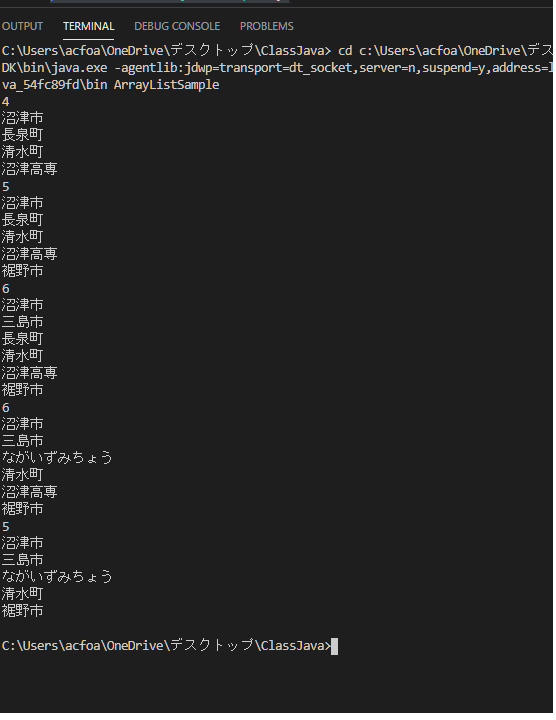 OUTPUT TERMINAL DEBUG CONSOLE PROBLEMS
C:\Users\acfoa\OneDrive\デスクトップ\ClassJava> cd c:\Users\acfoa\OneDrive\デス
DK\bin\java.exe -agentlib:jdwp=transport=dt_socket,server=n,suspend=y,address=l
va_54fc89fd\bin ArrayListSample
4
沼津市
長泉町
清水町
沼津高専
5
沼津市
長泉町
清水町
沼津高専
裾野市
6
沼津市
三島市
長泉町
清水町
沼津高専
裾野市
6
沼津市
三島市
ながいずみちょう
清水町
沼津高専
裾野市
5
沼津市
三島市
ながいずみちょう
清水町
裾野市
C:\Users\acfoa\OneDrive\デスクトップ\ClassJava>